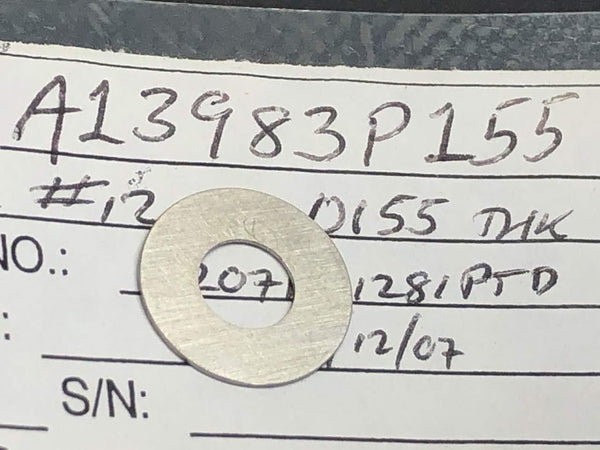 A13983P155
#12 0155 THK
NO.: 207 1281PTD
: 12/07
S/N: